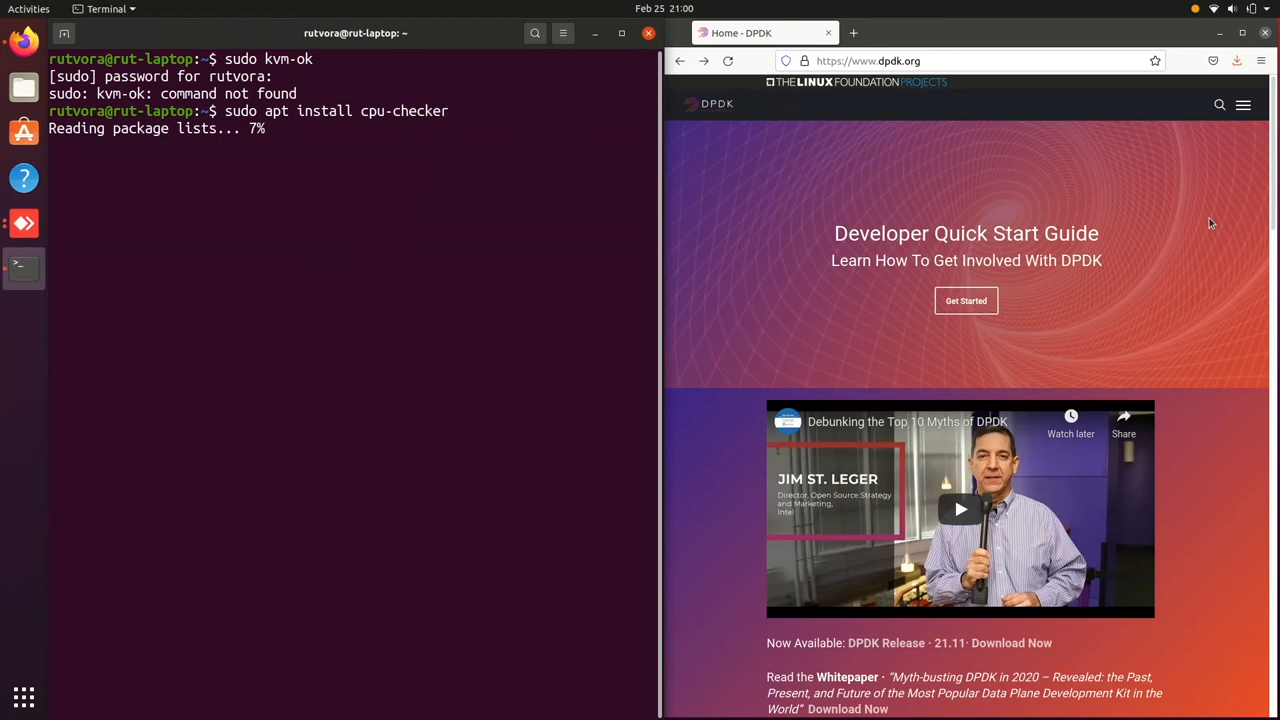 Activities
Terminal
Feb 25 21:00
rutvora@rut-laptop: ~
rutvora@rut-laptop:~$ sudo kvm-ok
[sudo] password for rutvora:
sudo: kvm-ok: command not found
rutvora@rut-laptop:~$ sudo apt install cpu-checker
Reading package lists... 7%
Home - DPDK
https://www.dpdk.org
THE LINUX FOUNDATION PROJECTS
DPDK
Developer Quick Start Guide
Learn How To Get Involved With DPDK
Get Started
Debunking the Top 10 Myths of DPDK
Watch later
Share
JIM ST. LEGER
Director, Open Source Strategy
and Marketing,
Intel
Now Available: DPDK Release · 21.11· Download Now
Read the Whitepaper · “Myth-busting DPDK in 2020 – Revealed: the Past,
Present, and Future of the Most Popular Data Plane Development Kit in the
World” Download Now